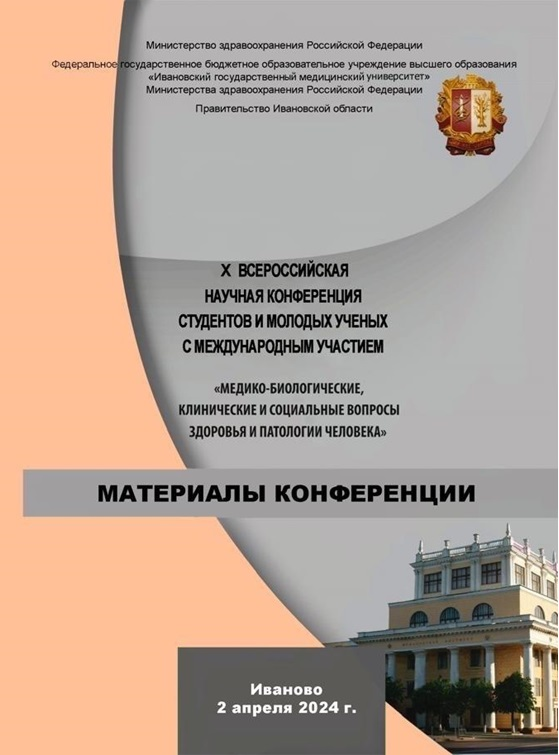 Министерство здравоохранения Российской Федерации
Федеральное государственное бюджетное образовательное учреждение высшего образования
«Ивановский государственный медицинский университет»
Министерства здравоохранения Российской Федерации
Правительство Ивановской области
X ВСЕРОССИЙСКАЯ
НАУЧНАЯ КОНФЕРЕНЦИЯ
СТУДЕНТОВ И МОЛОДЫХ УЧЕНЫХ
С МЕЖДУНАРОДНЫМ УЧАСТИЕМ
«МЕДИКО-БИОЛОГИЧЕСКИЕ,
КЛИНИЧЕСКИЕ И СОЦИАЛЬНЫЕ ВОПРОСЫ
ЗДОРОВЬЯ И ПАТОЛОГИИ ЧЕЛОВЕКА»
МАТЕРИАЛЫ КОНФЕРЕНЦИИ
Иваново
2 апреля 2024 г.